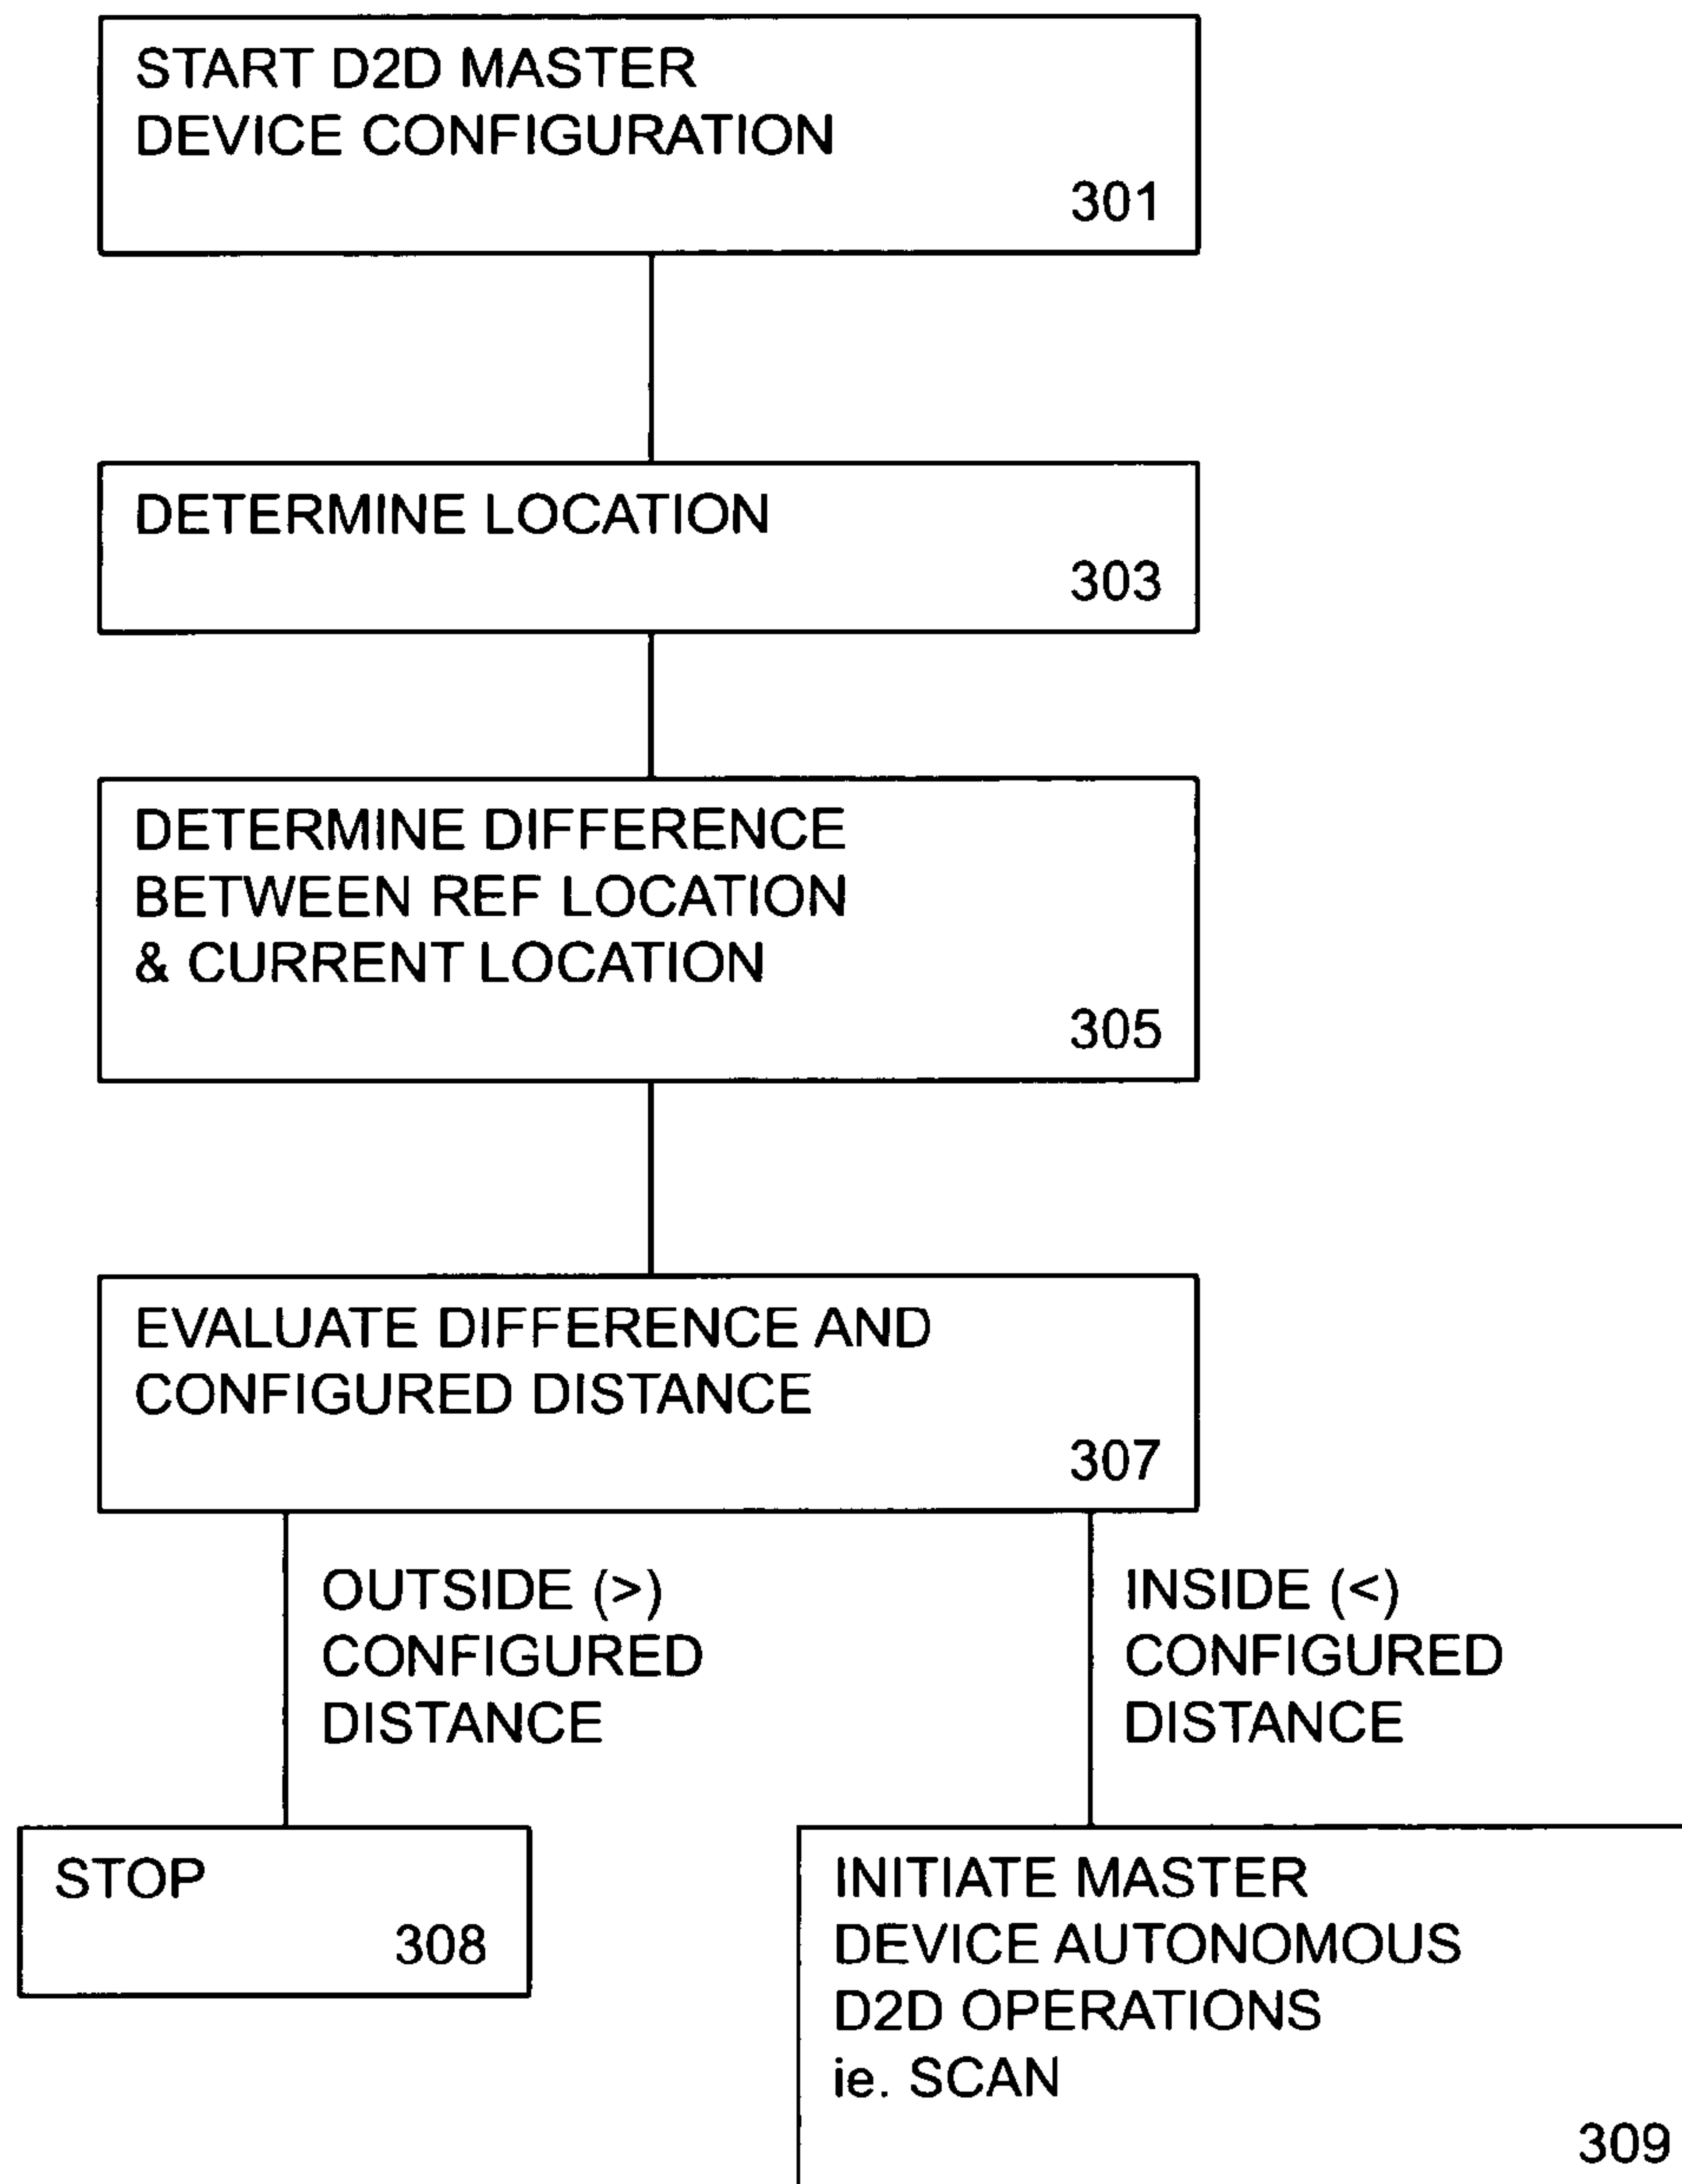 START D2D MASTER
DEVICE CONFIGURATION
301
DETERMINE LOCATION
303
DETERMINE DIFFERENCE
BETWEEN REF LOCATION
& CURRENT LOCATION
305
EVALUATE DIFFERENCE AND
CONFIGURED DISTANCE
307
OUTSIDE (>)
CONFIGURED
DISTANCE
INSIDE (<)
CONFIGURED
DISTANCE
STOP
308
INITIATE MASTER
DEVICE AUTONOMOUS
D2D OPERATIONS
ie. SCAN
309